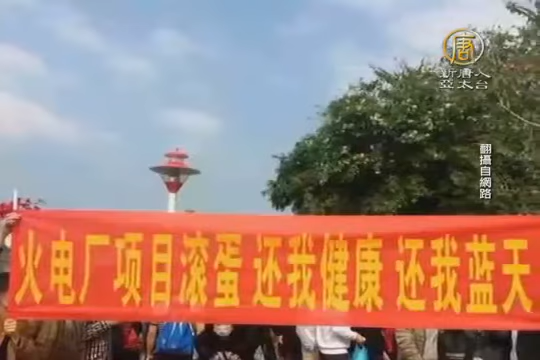 唐
新唐人
亞太台
翻攝自網路
火电厂项目滚蛋 还我健康 还我蓝天